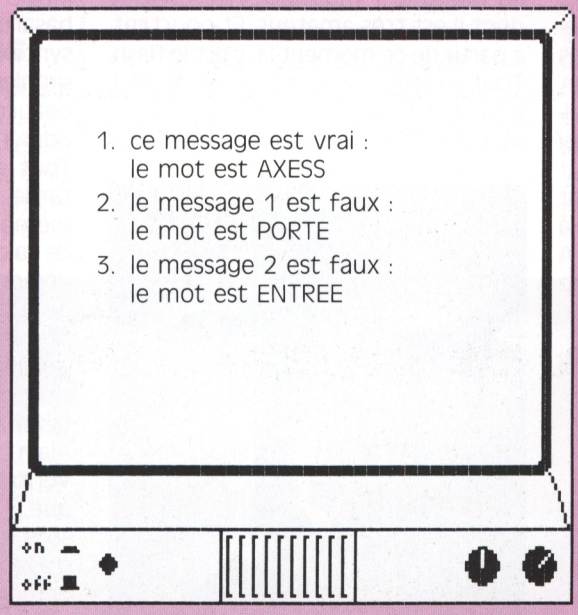 1. ce message est vrai :
le mot est AXESS
2. le message 1 est faux :
le mot est PORTE
3. le message 2 est faux :
le mot est ENTREE
on
off